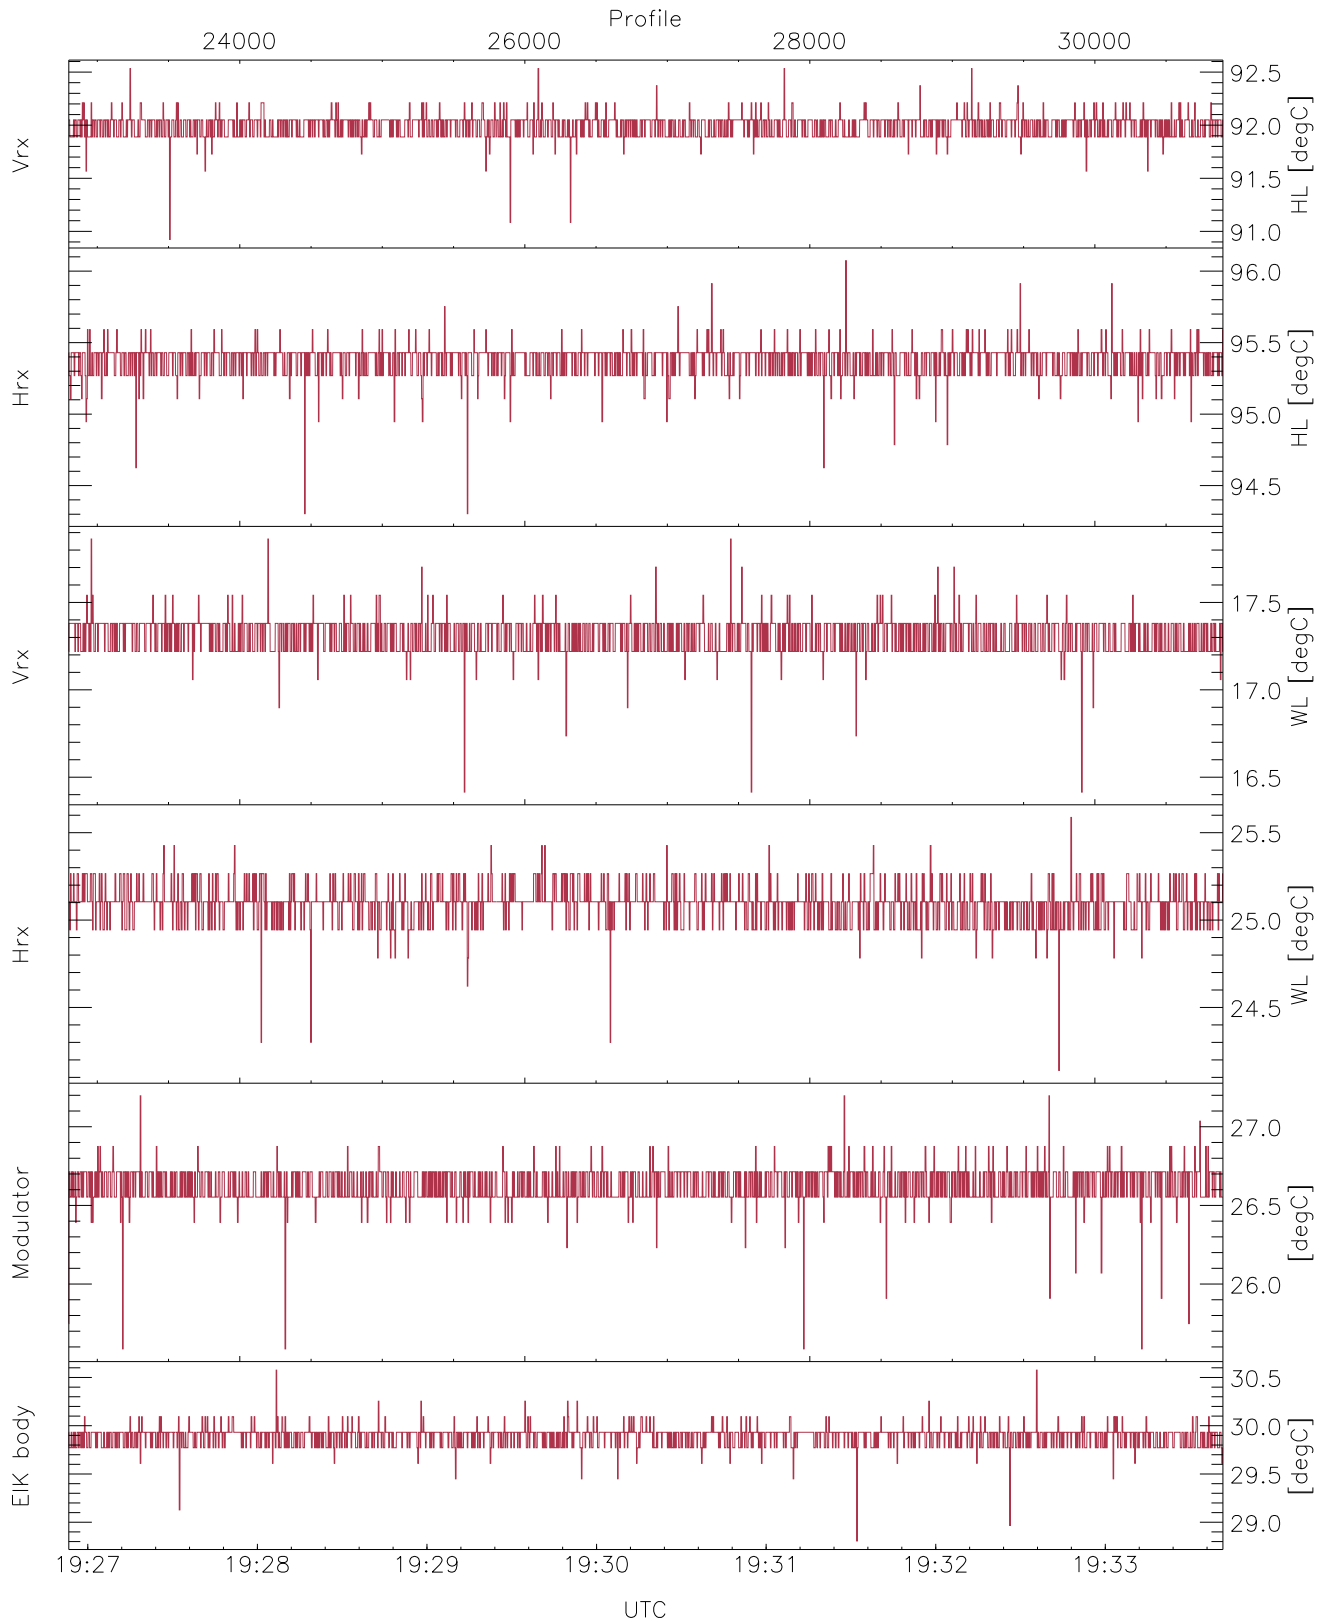 Profile
24000 26000 28000 30000
Vrx
92.5
92.0
91.5
91.0
HL [degC]
Hrx
96.0
95.5
95.0
94.5
HL [degC]
Vrx
17.5
17.0
16.5
WL [degC]
Hrx
25.5
25.0
24.5
WL [degC]
Modulator
27.0
26.5
26.0
[degC]
EIK body
30.5
30.0
29.5
29.0
[degC]
19:27 19:28 19:29 19:30 19:31 19:32 19:33
UTC